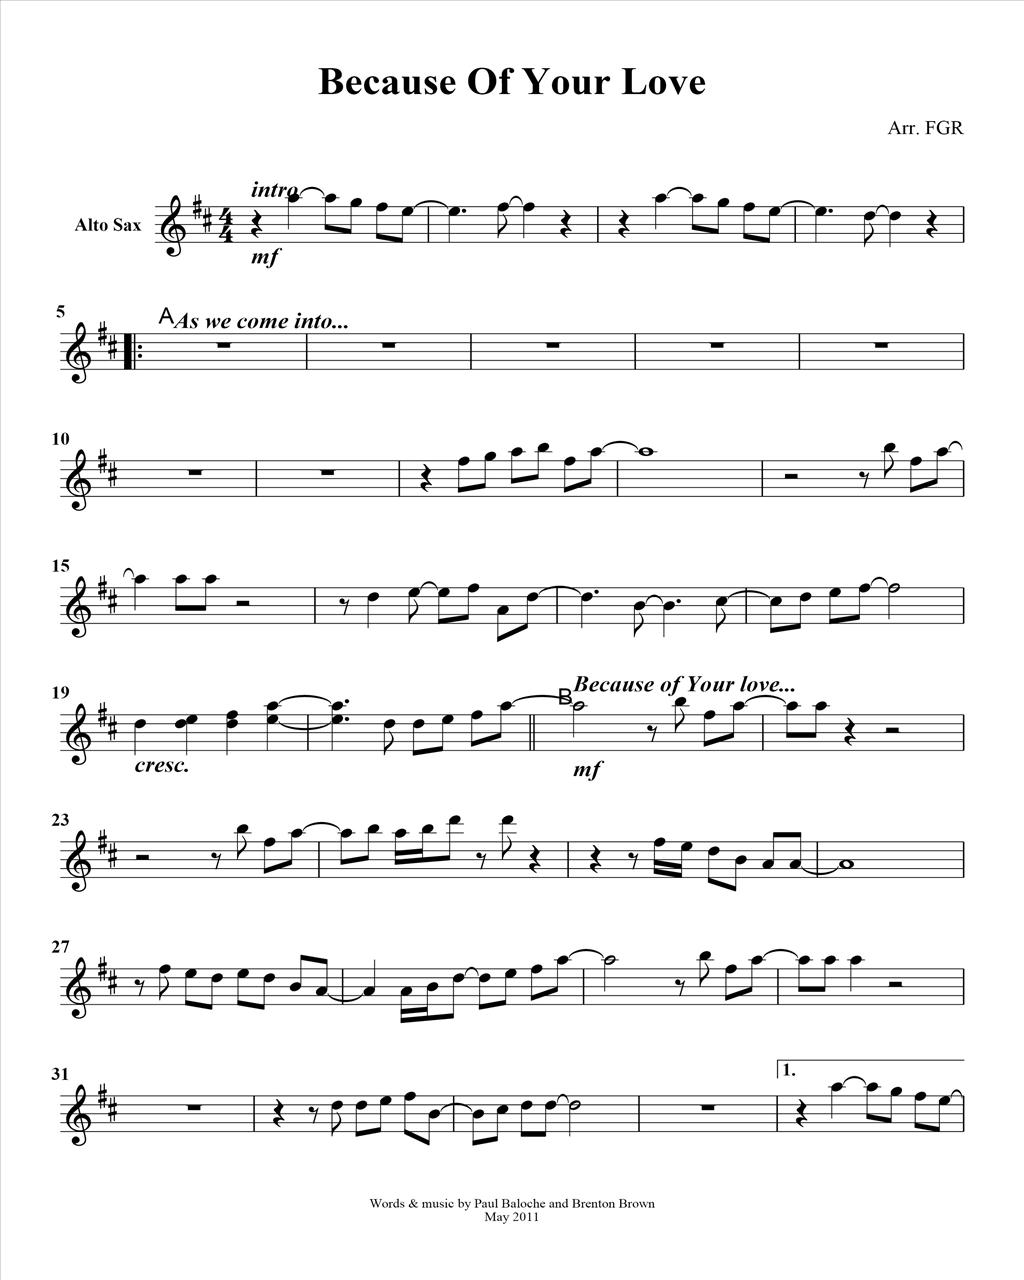 Because Of Your Love
Arr. FGR
intro
Alto Sax
4
4
mf
5
A As we come into...
10
15
19
B Because of Your love...
cresc.
mf
23
27
31
1.
Words & music by Paul Baloche and Brenton Brown
May 2011